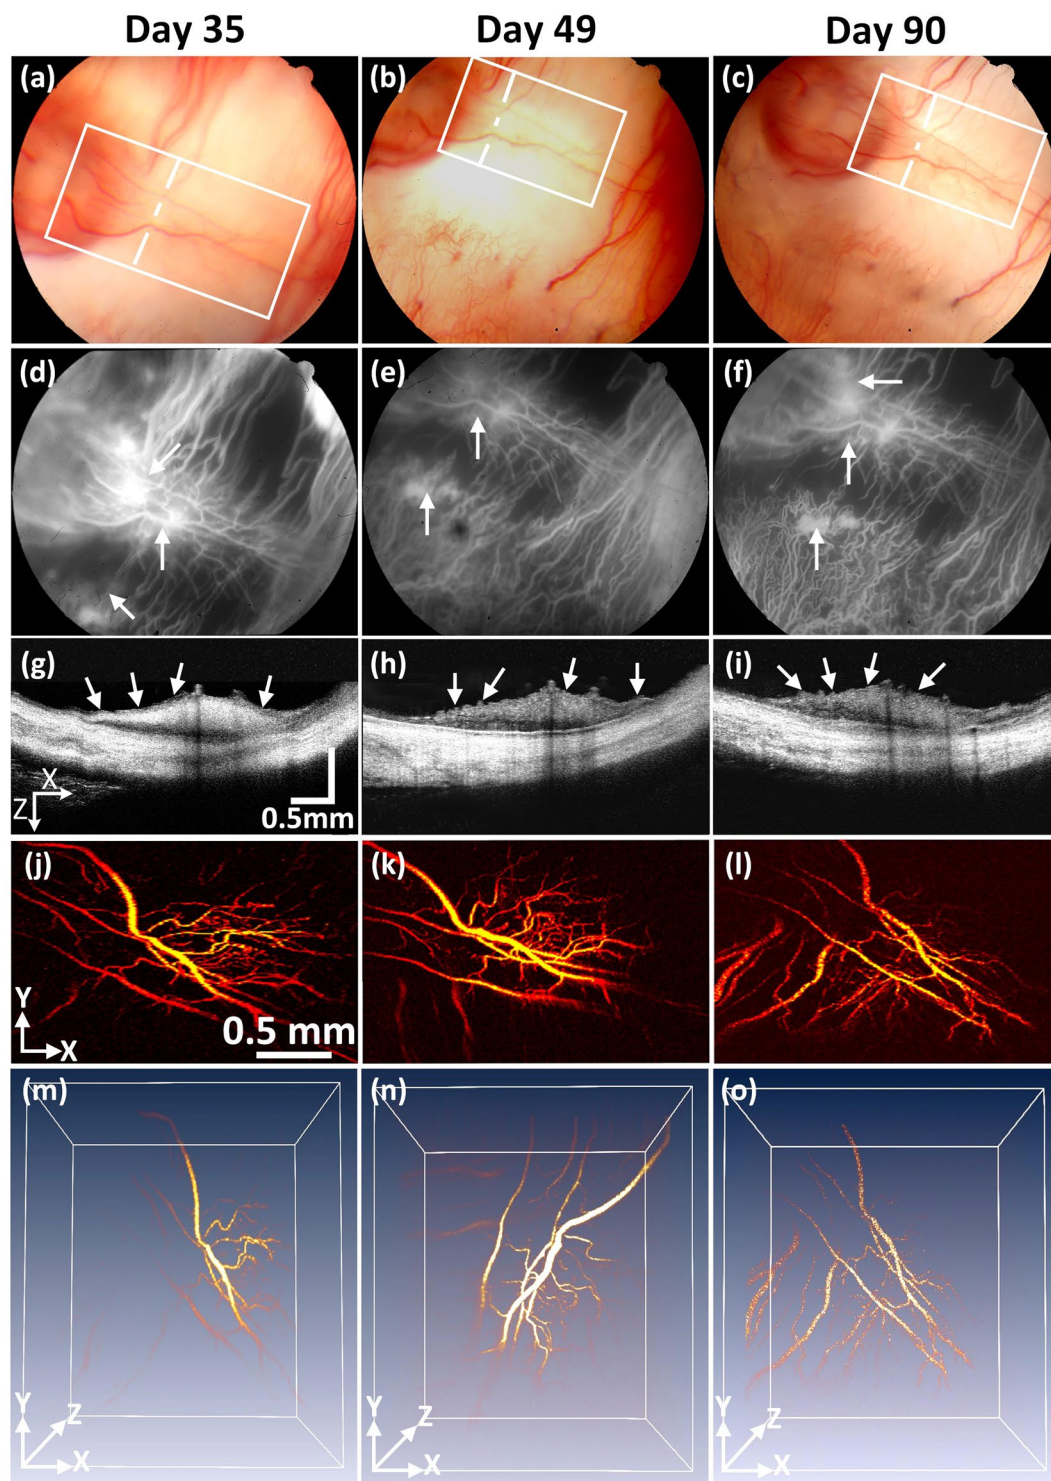 Day 35 Day 49 Day 90
(a) (b) (c)
(d) (e) (f)
(g) (h) (i)
X
Z
0.5mm
(j) (k) (l)
Y
X
0.5 mm
(m) (n) (o)
Y Z X
Y Z X
Y Z X